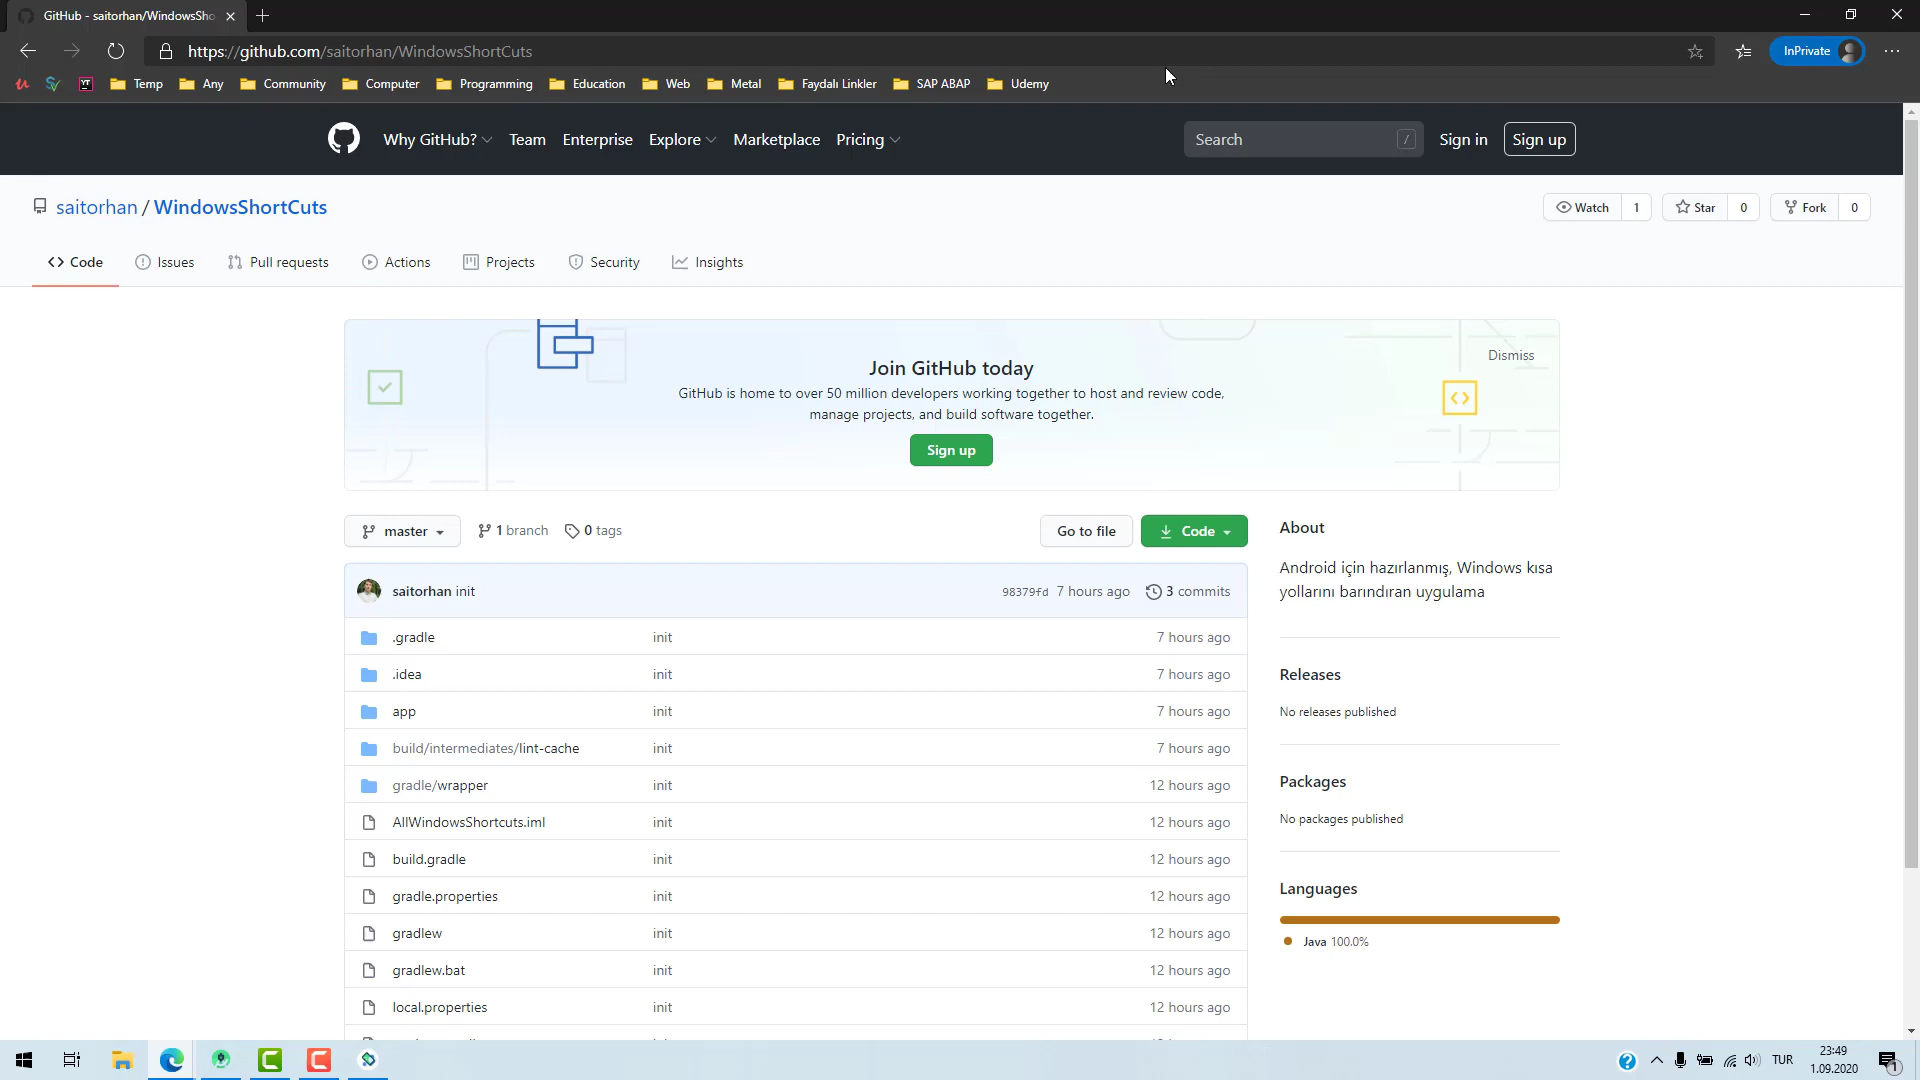 GitHub - saitorhan/WindowsSho
https://github.com/saitorhan/WindowsShortCuts
InPrivate
YT
Temp
Any
Community
Computer
Programming
Education
Web
Metal
Faydalı Linkler
SAP ABAP
Udemy
Why GitHub?
Team
Enterprise
Explore
Marketplace
Pricing
Search
/
Sign in
Sign up
saitorhan / WindowsShortCuts
Watch 1
Star 0
Fork 0
Code
Issues
Pull requests
Actions
Projects
Security
Insights
Join GitHub today
Dismiss
GitHub is home to over 50 million developers working together to host and review code,
manage projects, and build software together.
Sign up
master
1 branch
0 tags
Go to file
Code
About
Android için hazırlanmış, Windows kısa
yollarını barındıran uygulama
saitorhan init
98379fd 7 hours ago
3 commits
.gradle init 7 hours ago
.idea init 7 hours ago
app init 7 hours ago
build/intermediates/lint-cache init 7 hours ago
gradle/wrapper init 12 hours ago
AllWindowsShortcuts.iml init 12 hours ago
build.gradle init 12 hours ago
gradle.properties init 12 hours ago
gradlew init 12 hours ago
gradlew.bat init 12 hours ago
local.properties init 12 hours ago
Releases
No releases published
Packages
No packages published
Languages
Java 100.0%
TUR
23:49
1.09.2020
1